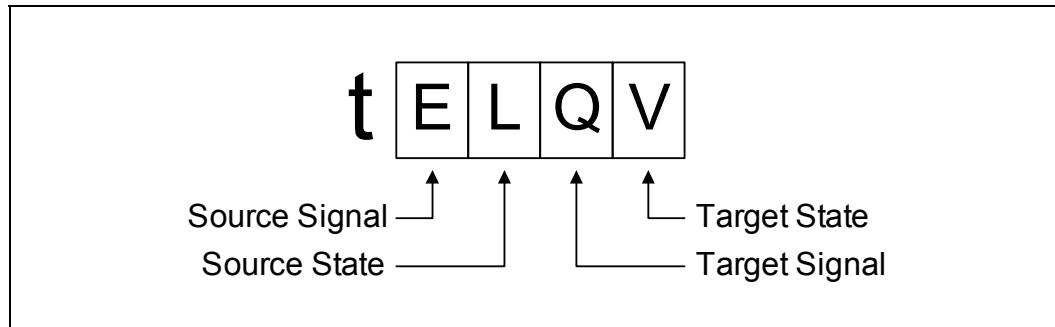 t E L Q V
Source Signal Target State
Source State Target Signal